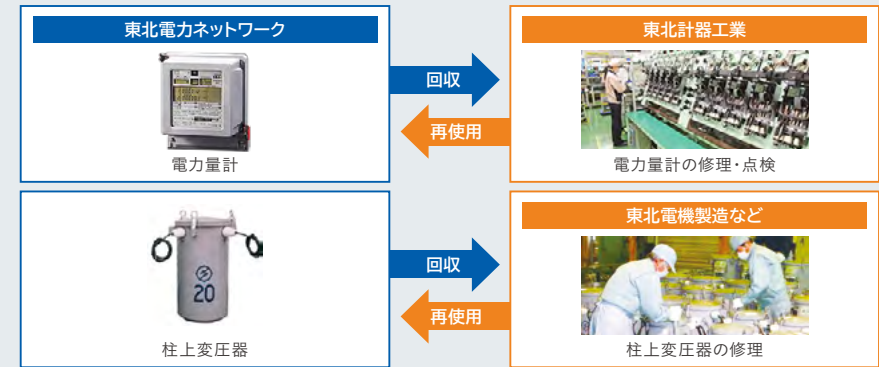 東北電力ネットワーク
電力量計
回収
再使用
東北計器工業
電力量計の修理・点検
20
柱上変圧器
回収
再使用
東北電機製造など
柱上変圧器の修理